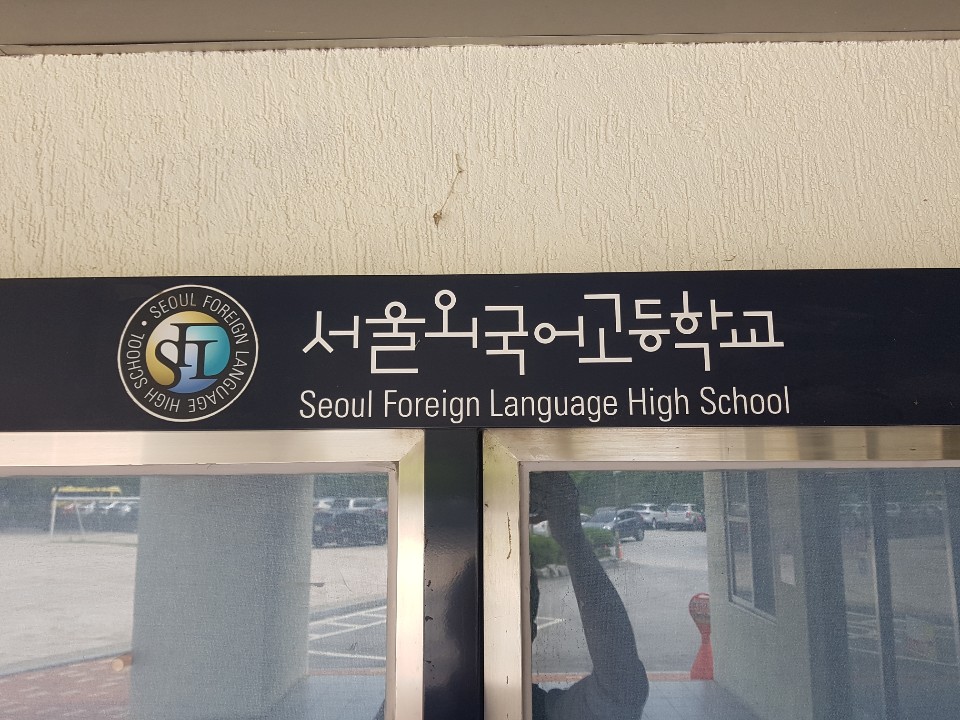 SEOUL FOREIGN LANGUAGE HIGH SCHOOL •
서울외국어고등학교
Seoul Foreign Language High School